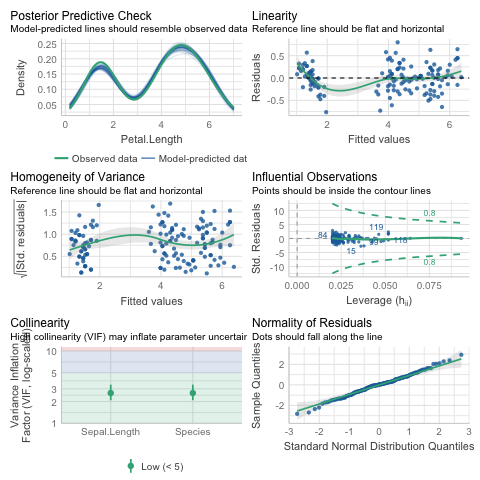 Posterior Predictive Check
Model-predicted lines should resemble observed data
Density
0.25
0.20
0.15
0.10
0.05
0
2
4
6
Petal.Length
Observed data
Model-predicted dat
Linearity
Reference line should be flat and horizontal
Residuals
0.5
0.0
-0.5
2
4
6
Fitted values
Homogeneity of Variance
Reference line should be flat and horizontal
√|Std. residuals|
1.5
1.0
0.5
2
4
6
Fitted values
Influential Observations
Points should be inside the contour lines
Std. Residuals
10
5
0
-5
-10
0.8
119
84
118
15
0.8
0.000
0.025
0.050
0.075
Leverage (hii)
Collinearity
High collinearity (VIF) may inflate parameter uncertain
Variance Inflation
Factor (VIF, log-scaled)
10
5
3
2
1
Sepal.Length
Species
Low (< 5)
Normality of Residuals
Dots should fall along the line
Sample Quantiles
2
0
-2
-3
-2
-1
0
1
2
3
Standard Normal Distribution Quantiles